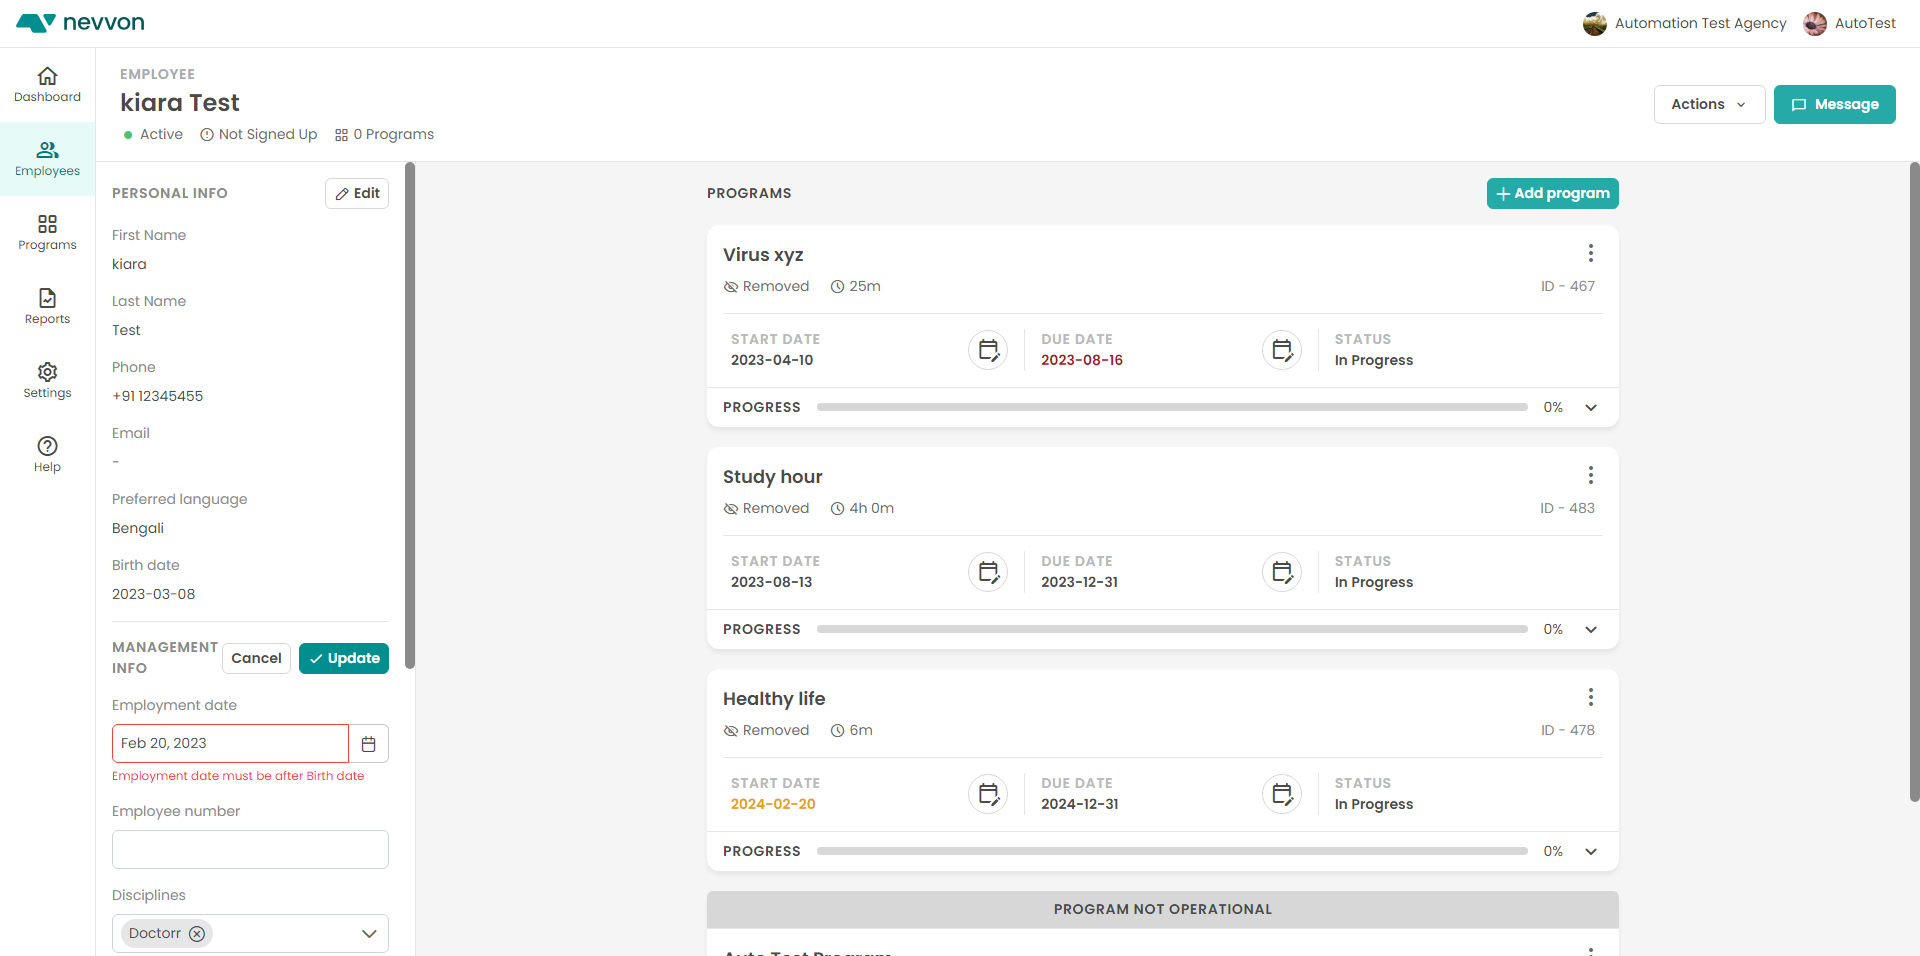 nevvon
Automation Test Agency
AutoTest
Dashboard
Employees
Programs
Reports
Settings
Help
EMPLOYEE
kiara Test
Active
Not Signed Up
0 Programs
Actions
Message
PERSONAL INFO
Edit
First Name
kiara
Last Name
Test
Phone
+91 12345455
Email
-
Preferred language
Bengali
Birth date
2023-03-08
MANAGEMENT
INFO
Cancel
Update
Employment date
Feb 20, 2023
Employment date must be after Birth date
Employee number
Disciplines
Doctorr
PROGRAMS
Add program
Virus xyz
Removed
25m
ID - 467
START DATE
2023-04-10
DUE DATE
2023-08-16
STATUS
In Progress
PROGRESS
0%
Study hour
Removed
4h 0m
ID - 483
START DATE
2023-08-13
DUE DATE
2023-12-31
STATUS
In Progress
PROGRESS
0%
Healthy life
Removed
6m
ID - 478
START DATE
2024-02-20
DUE DATE
2024-12-31
STATUS
In Progress
PROGRESS
0%
PROGRAM NOT OPERATIONAL
Auto Test Program